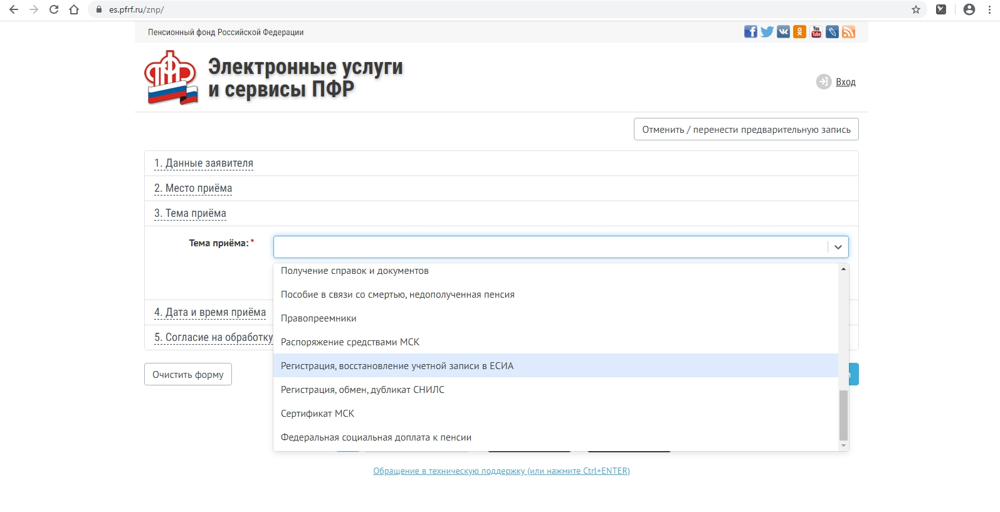 es.pfrf.ru/znp/
Пенсионный фонд Российской Федерации
You
Tube
Электронные услуги
и сервисы ПФР
Вход
Отменить / перенести предварительную запись
1. Данные заявителя
2. Место приёма
3. Тема приёма
Тема приёма: *
Получение справок и документов
Пособие в связи со смертью, недополученная пенсия
Правопреемники
Распоряжение средствами МСК
Регистрация, восстановление учетной записи в ЕСИА
Регистрация, обмен, дубликат СНИЛС
Сертификат МСК
Федеральная социальная доплата к пенсии
4. Дата и время приёма
5. Согласие на обработку
Очистить форму
Обращение в техническую поддержку (или нажмите Ctrl+ENTER)